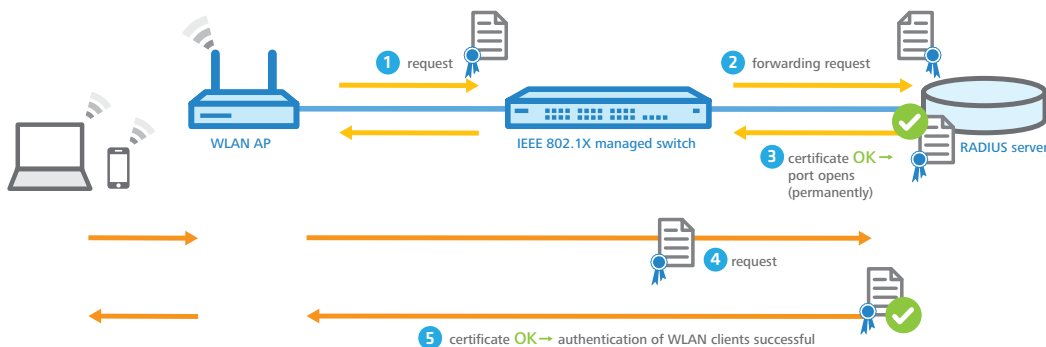 1 request
2 forwarding request
WLAN AP
IEEE 802.1X managed switch
RADIUS server
3 certificate OK →
port opens
(permanently)
4 request
5 certificate OK → authentication of WLAN clients successful